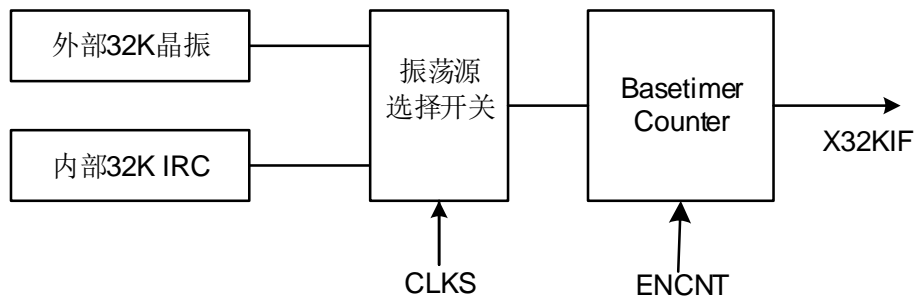 外部32K晶振
内部32K IRC
振荡源
选择开关
Basetimer
Counter
X32KIF
CLKS
ENCNT